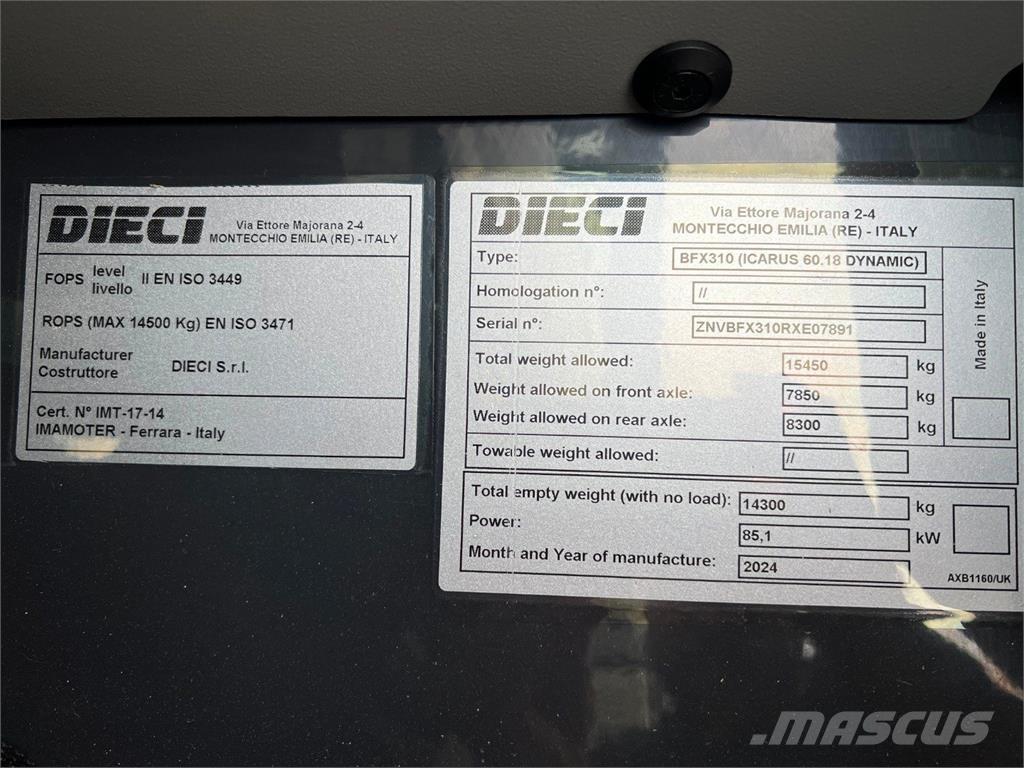 DIECI
Via Ettore Majorana 2-4
MONTECCHIO EMILIA (RE) - ITALY
FOPS level livello II EN ISO 3449
ROPS (MAX 14500 Kg) EN ISO 3471
Manufacturer
Costruttore DIECI S.r.l.
Cert. N° IMT-17-14
IMAMOTER - Ferrara - Italy
DIECI
Via Ettore Majorana 2-4
MONTECCHIO EMILIA (RE) - ITALY
Type: BFX310 (ICARUS 60.18 DYNAMIC)
Homologation n°: //
Serial n°: ZNVBFX310RXE07891
Total weight allowed: 15450 kg
Weight allowed on front axle: 7850 kg
Weight allowed on rear axle: 8300 kg
Towable weight allowed: //
Made in Italy
Total empty weight (with no load): 14300 kg
Power: 85,1 kW
Month and Year of manufacture: 2024
AXB1160/UK
MASCUS